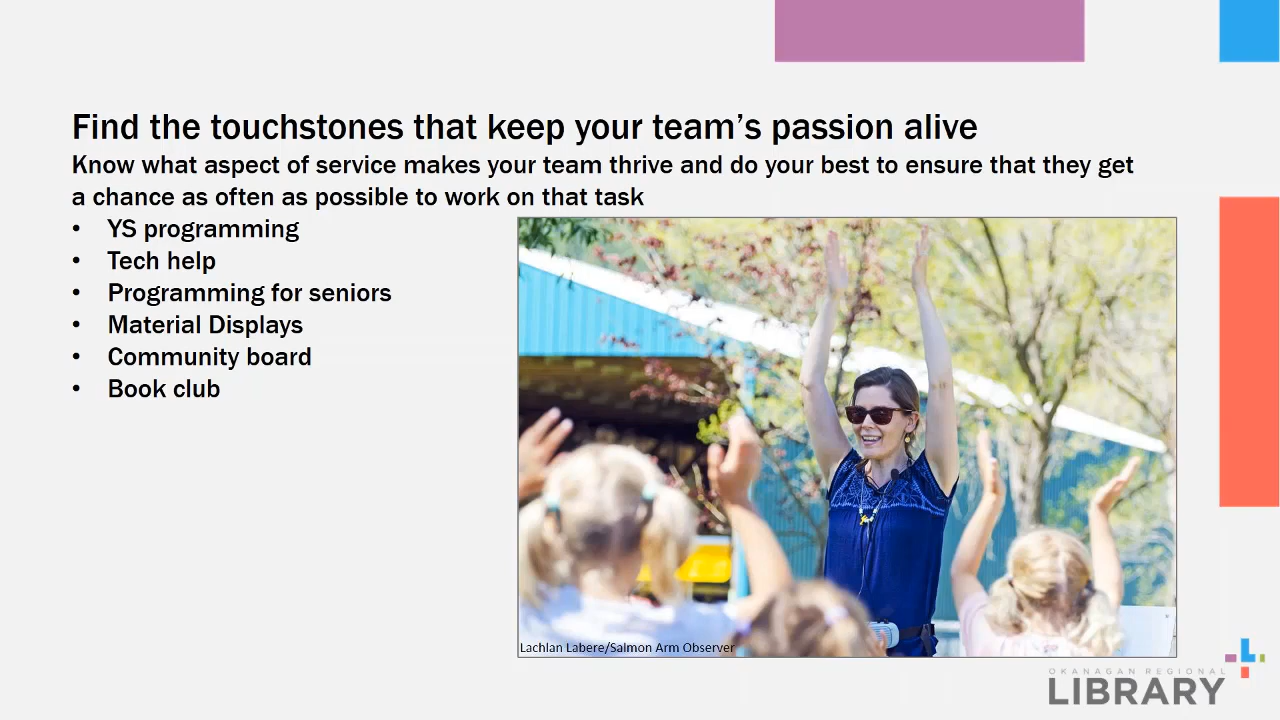 Find the touchstones that keep your team’s passion alive
Know what aspect of service makes your team thrive and do your best to ensure that they get
a chance as often as possible to work on that task
• YS programming
• Tech help
• Programming for seniors
• Material Displays
• Community board
• Book club
Lachlan Labere/Salmon Arm Observer
OKANAGAN REGIONAL
LIBRARY